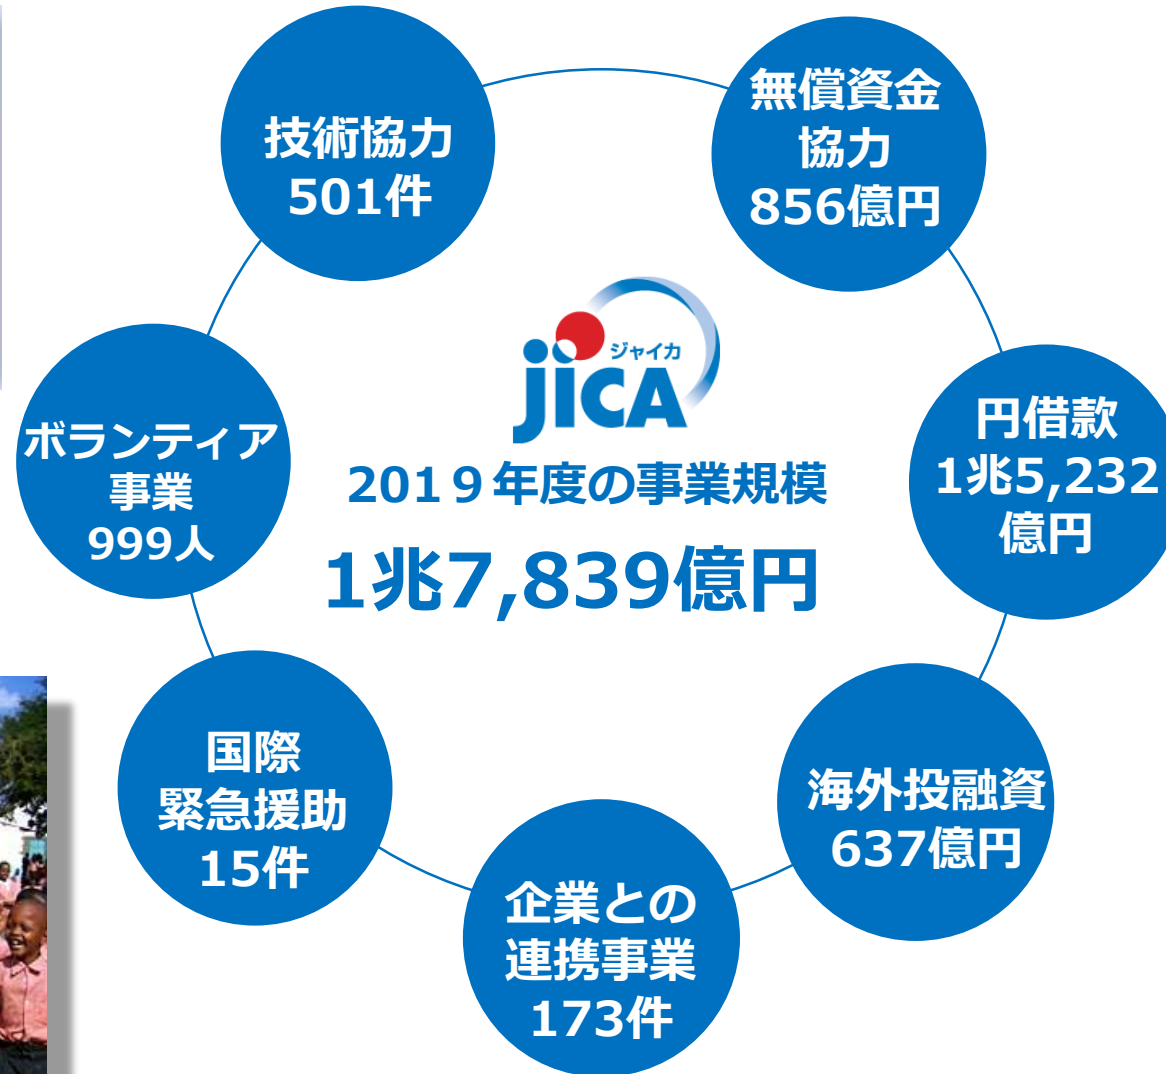 技術協力
501件
無償資金
協力
856億円
ジャイカ
jICA
ボランティア
事業
999人
2019年度の事業規模
1兆7,839億円
円借款
1兆5,232
億円
国際
緊急援助
15件
海外投融資
637億円
企業との
連携事業
173件